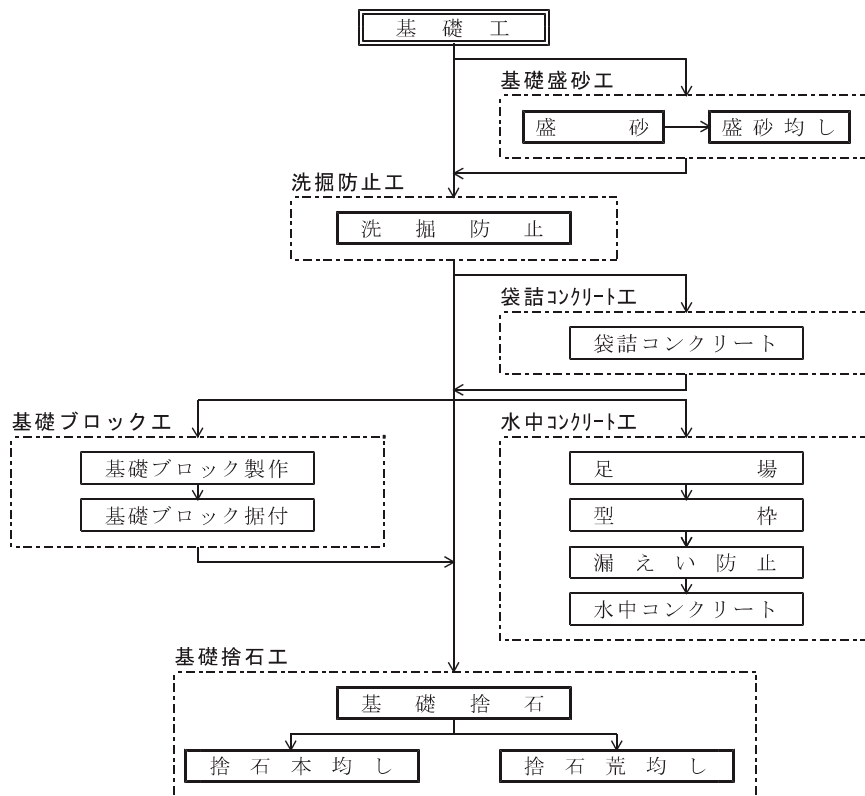 基礎工
基礎盛砂工
盛砂
盛砂均し
洗掘防止工
洗掘防止
袋詰コンクリート工
袋詰コンクリート
基礎ブロック工
基礎ブロック製作
基礎ブロック据付
水中コンクリート工
足場
型枠
漏えい防止
水中コンクリート
基礎捨石工
基礎捨石
捨石本均し
捨石荒均し